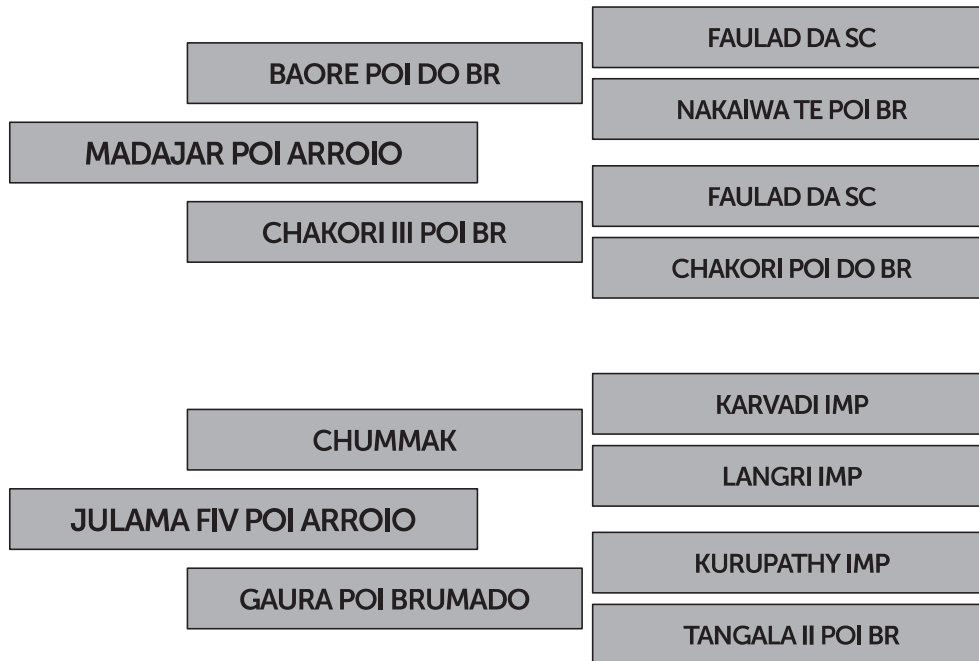 FAULAD DA SC
BAORE POI DO BR
NAKAIWA TE POI BR
MADAJAR POI ARROIO
FAULAD DA SC
CHAKORI III POI BR
CHAKORI POI DO BR
KARVADI IMP
CHUMMAK
LANGRI IMP
JULAMA FIV POI ARROIO
KURUPATHY IMP
GAURA POI BRUMADO
TANGALA II POI BR